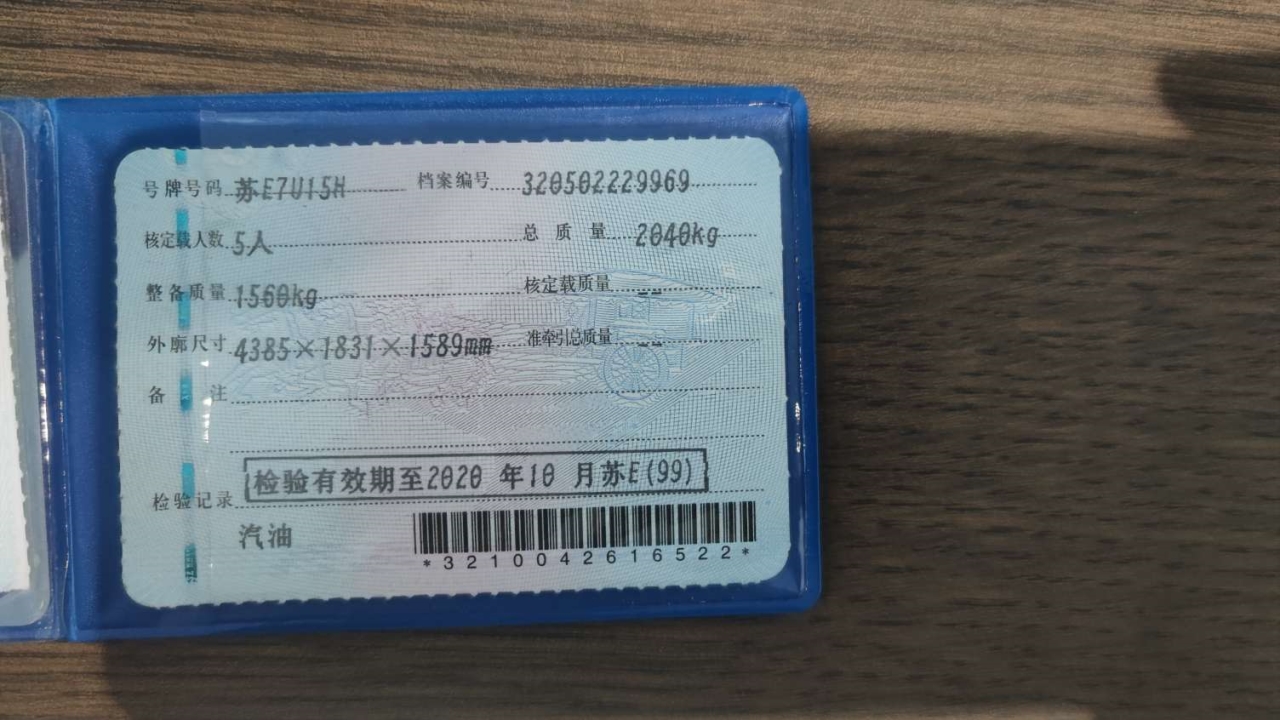 号牌号码 苏E7U15H 档案编号 320502229969
核定载人数 5人 总质量 2040kg
整备质量 1560kg 核定载质量 --
外廓尺寸 4385×1831×1589mm 准牵引总质量 --
备注
检验记录 检验有效期至2020 年10 月苏E(99)
汽油
*3210042616522*